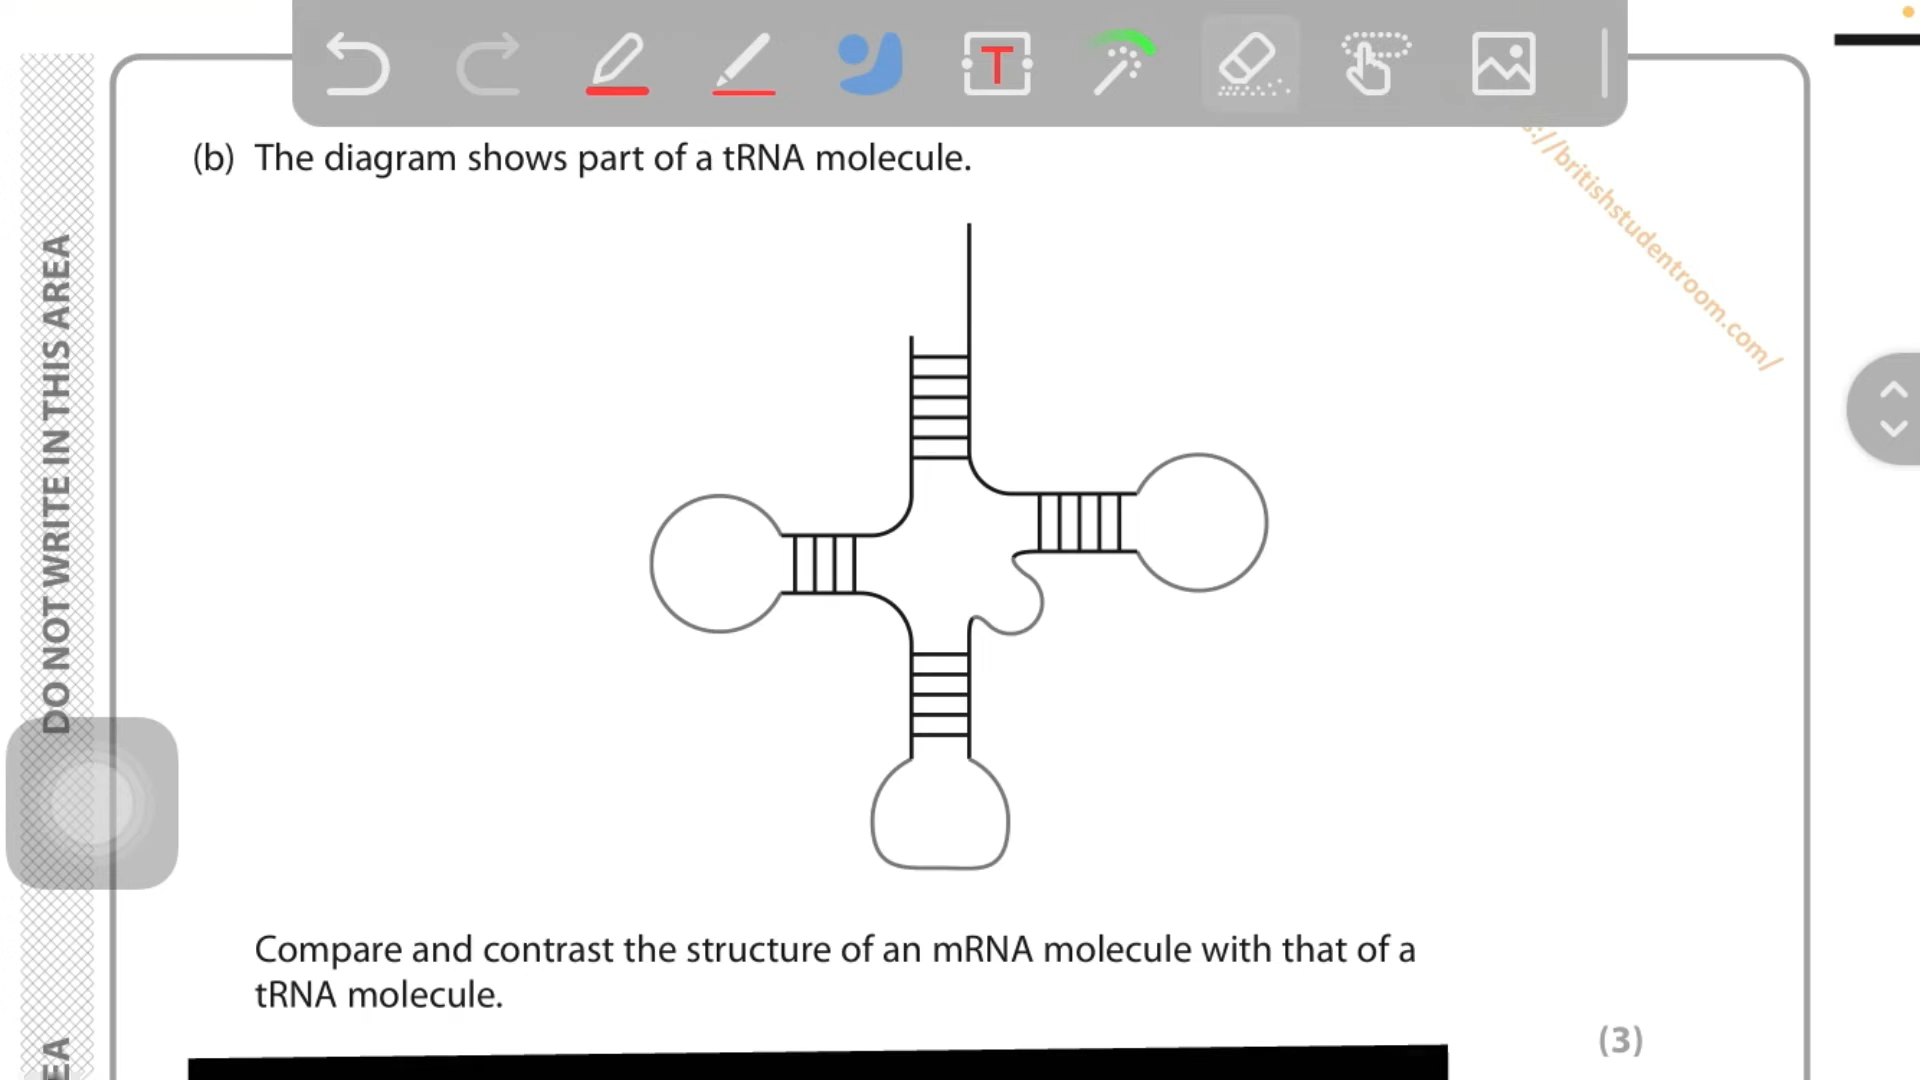 T
(b) The diagram shows part of a tRNA molecule.
://britishstudentroom.com/
DO NOT WRITE IN THIS AREA
Compare and contrast the structure of an mRNA molecule with that of a
tRNA molecule.
(3)
EA